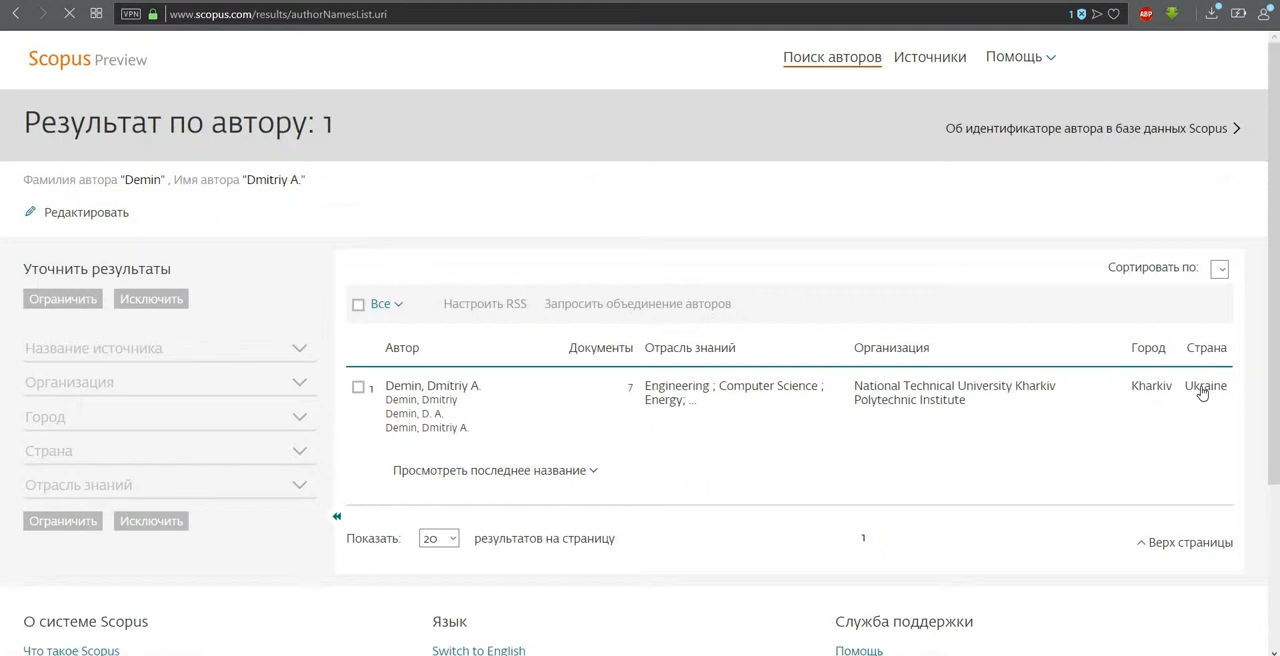 VPN www.scopus.com/results/authorNamesList.uri 1 ABP
Scopus Preview
Поиск авторов Источники Помощь
Результат по автору: 1
Об идентификаторе автора в базе данных Scopus
Фамилия автора "Demin" , Имя автора "Dmitriy A."
Редактировать
Уточнить результаты
Ограничить Исключить
Название источника
Организация
Город
Страна
Отрасль знаний
Ограничить Исключить
Сортировать по:
Все Настроить RSS Запросить объединение авторов
Автор Документы Отрасль знаний Организация Город Страна
1 Demin, Dmitriy A. 7 Engineering ; Computer Science ; National Technical University Kharkiv Kharkiv Ukraine
Demin, Dmitriy Energy; ... Polytechnic Institute
Demin, D. A.
Demin, Dmitriy A.
Просмотреть последнее название
Показать: 20 результатов на страницу 1
Верх страницы
О системе Scopus Язык Служба поддержки
Что такое Scopus Switch to English Помощь